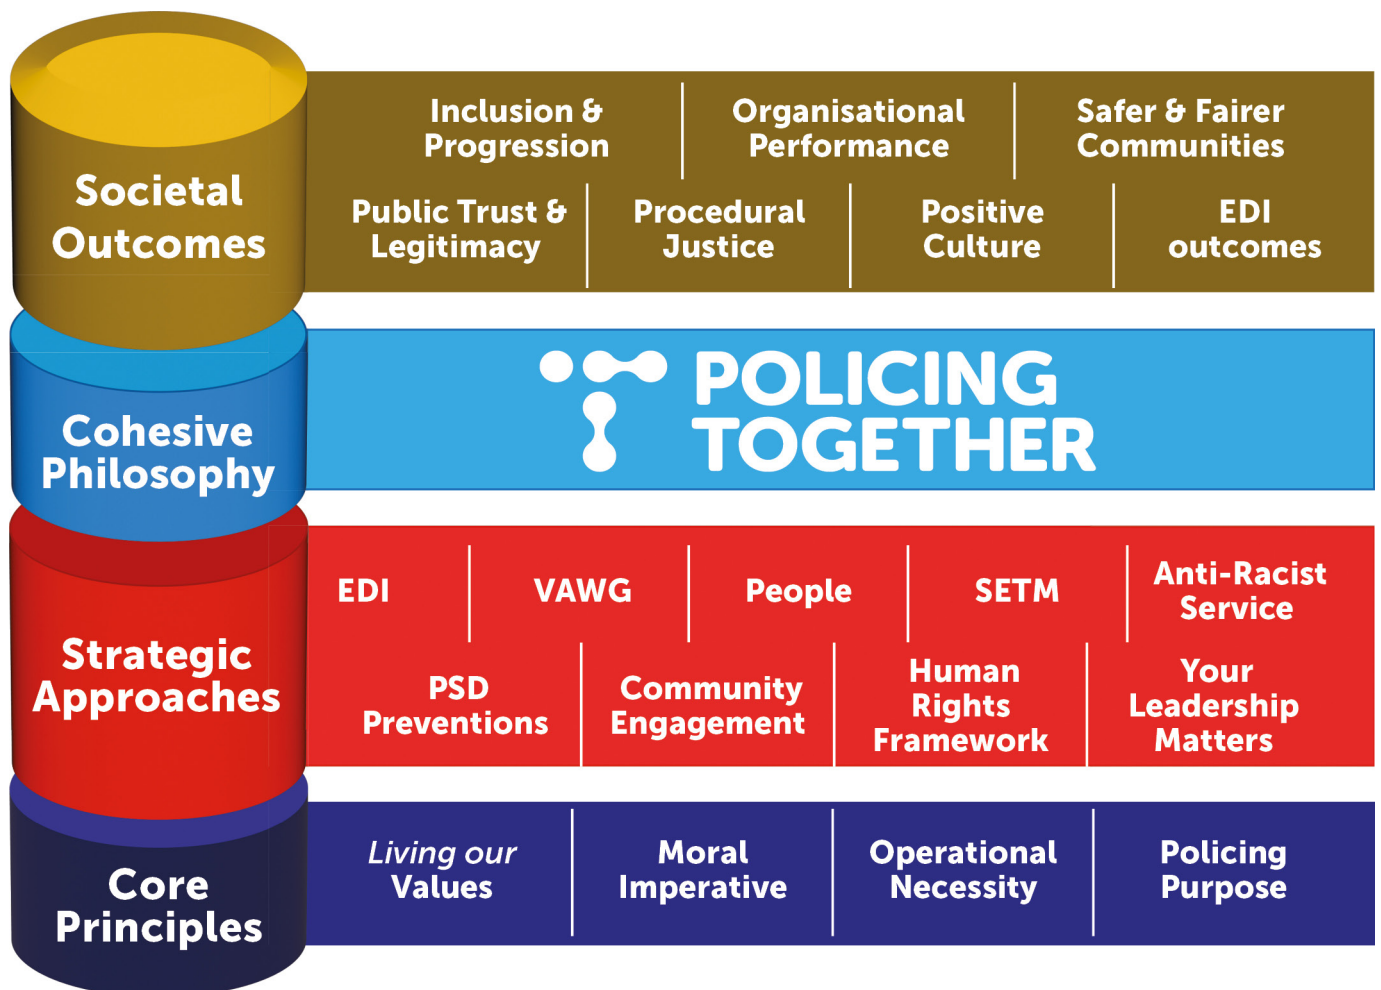 Societal
Outcomes
Inclusion &
Progression
Organisational
Performance
Safer & Fairer
Communities
Public Trust &
Legitimacy
Procedural
Justice
Positive
Culture
EDI
outcomes
Cohesive
Philosophy
POLICING
TOGETHER
Strategic
Approaches
EDI
VAWG
People
SETM
Anti-Racist
Service
PSD
Preventions
Community
Engagement
Human
Rights
Framework
Your
Leadership
Matters
Core
Principles
Living our
Values
Moral
Imperative
Operational
Necessity
Policing
Purpose